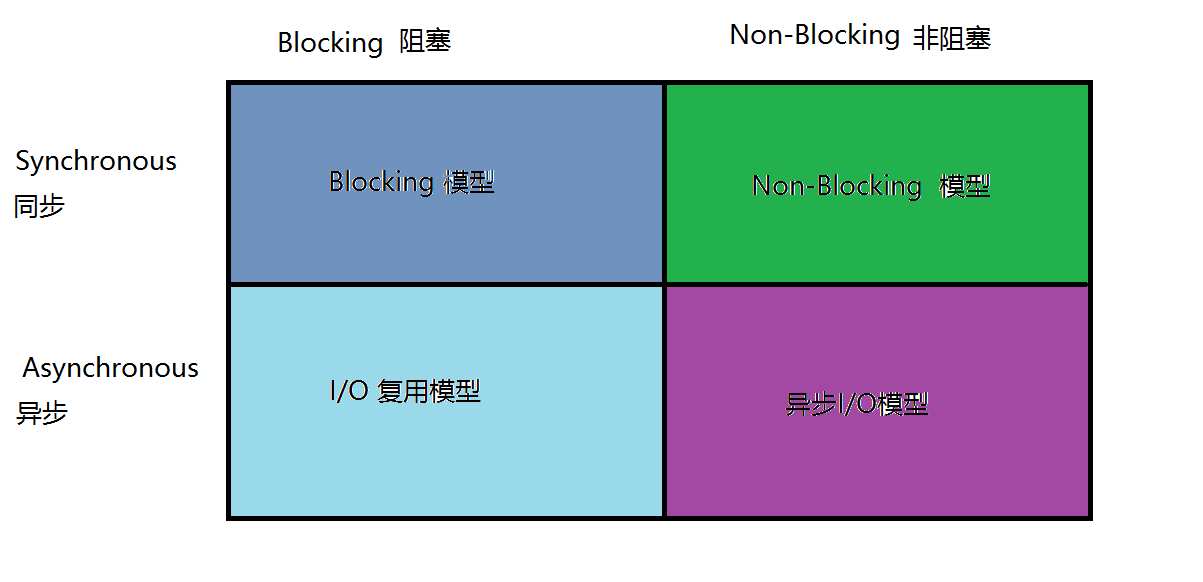 Blocking 阻塞
Non-Blocking 非阻塞
Synchronous
同步
Blocking 模型
Non-Blocking 模型
Asynchronous
异步
I/O 复用模型
异步I/O模型